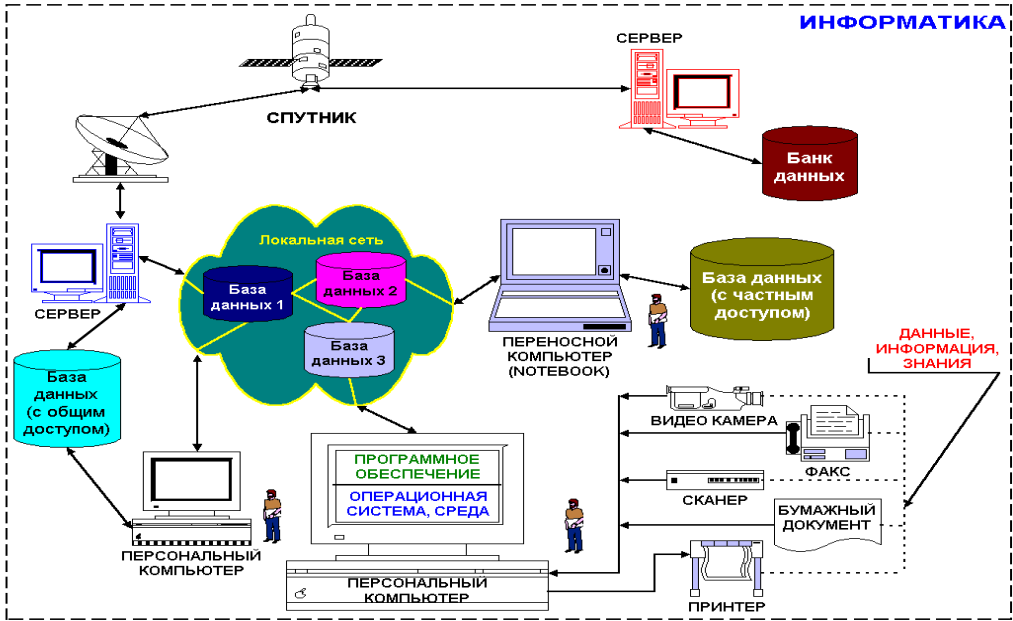 ИНФОРМАТИКА
СЕРВЕР
СПУТНИК
Банк
данных
Локальная сеть
База
данных 1
База
данных 2
База
данных 3
База данных
(с частным
доступом)
СЕРВЕР
ПЕРЕНОСНОЙ
КОМПЬЮТЕР
(NOTEBOOK)
ДАННЫЕ,
ИНФОРМАЦИЯ,
ЗНАНИЯ
База
данных
(с общим
доступом)
ВИДЕО КАМЕРА
ФАКС
ПРОГРАММНОЕ
ОБЕСПЕЧЕНИЕ
ОПЕРАЦИОННАЯ
СИСТЕМА, СРЕДА
СКАНЕР
БУМАЖНЫЙ
ДОКУМЕНТ
ПЕРСОНАЛЬНЫЙ
КОМПЬЮТЕР
ПЕРСОНАЛЬНЫЙ
КОМПЬЮТЕР
ПРИНТЕР